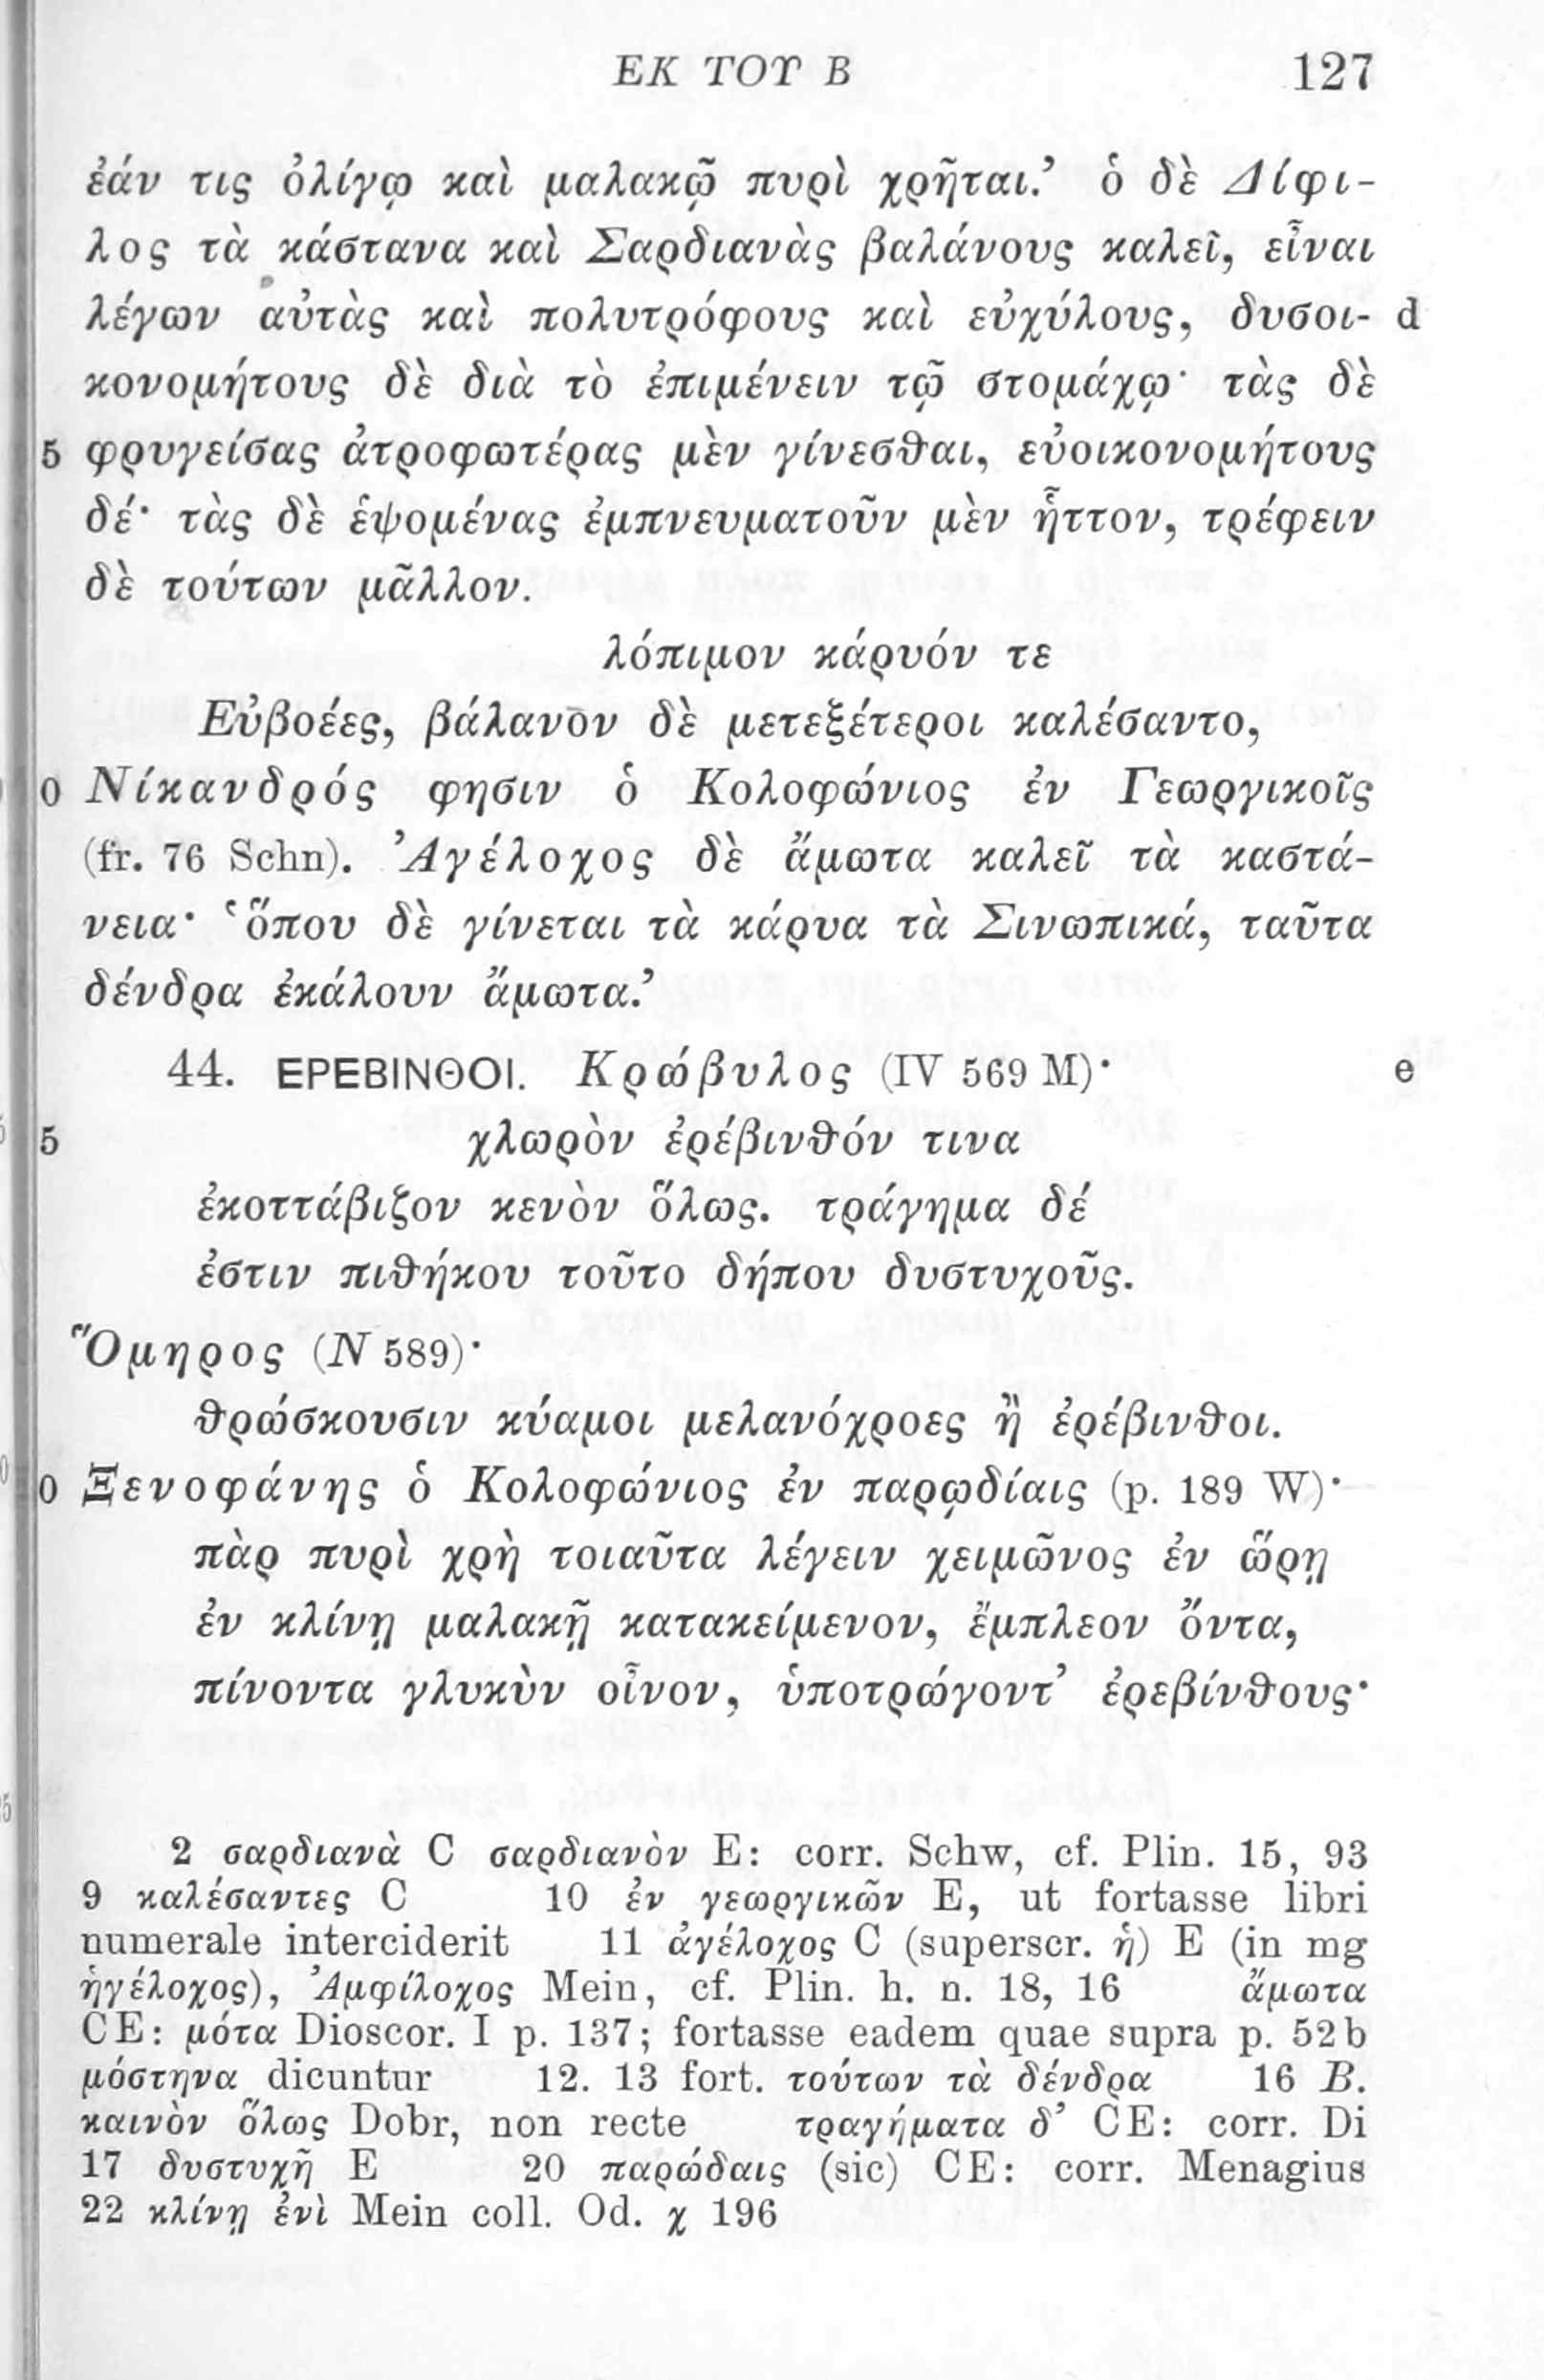 ΕΚ ΤΟΥ Β 127
ἐάν τις ὀλίγῳ καὶ μαλακῷ πυρὶ χρῆται.’ ὁ δὲ Δίφι-
λος τὰ κάστανα καὶ Σαρδιανὰς βαλάνους καλεῖ, εἶναι
λέγων αὐτὰς καὶ πολυτρόφους καὶ εὐχύλους, δυσοι- d
κονομήτους δὲ διὰ τὸ ἐπιμένειν τῷ στομάχῳ· τὰς δὲ
5 φρυγείσας ἀτροφωτέρας μὲν γίνεσθαι, εὐοικονομήτους
δέ· τὰς δὲ ἑψομένας ἐμπνευματοῦν μὲν ἧττον, τρέφειν
δὲ τούτων μᾶλλον.
λόπιμον κάρυόν τε
Εὐβοέες, βάλανον δὲ μετεξέτεροι καλέσαντο,
0 Νίκανδρός φησιν ὁ Κολοφώνιος ἐν Γεωργικοῖς
(fr. 76 Schn). Ἀγέλοχος δὲ ἄμωτα καλεῖ τὰ καστά-
νεια· ‘ὅπου δὲ γίνεται τὰ κάρυα τὰ Σινωπικά, ταῦτα
δένδρα ἐκάλουν ἄμωτα.’
44. ΕΡΕΒΙΝΘΟΙ. Κρώβυλος (IV 569 M)· e
5 χλωρὸν ἐρέβινθόν τινα
ἐκοττάβιζον κενὸν ὅλως. τράγημα δέ
ἐστιν πιθήκου τοῦτο δήπου δυστυχοῦς.
Ὅμηρος (N 589)·
θρώσκουσιν κύαμοι μελανόχροες ἢ ἐρέβινθοι.
0 Ξενοφάνης ὁ Κολοφώνιος ἐν παρῳδίαις (p. 189 W)·
πὰρ πυρὶ χρὴ τοιαῦτα λέγειν χειμῶνος ἐν ὥρῃ
ἐν κλίνῃ μαλακῇ κατακείμενον, ἔμπλεον ὄντα,
πίνοντα γλυκὺν οἶνον, ὑποτρώγοντ’ ἐρεβίνθους·
2 σαρδιανὰ C σαρδιανὸν E: corr. Schw, cf. Plin. 15, 93
9 καλέσαντες C 10 ἐν γεωργικῶν E, ut fortasse libri
numerale interciderit 11 ἀγέλοχος C (superscr. ἡ) E (in mg
ἡγέλοχος), Ἀμφίλοχος Mein, cf. Plin. h. n. 18, 16 ἄμωτα
CE: μότα Dioscor. I p. 137; fortasse eadem quae supra p. 52b
μόστηνα dicuntur 12. 13 fort. τούτων τὰ δένδρα 16 B.
καινὸν ὅλως Dobr, non recte τραγήματα δ’ CE: corr. Di
17 δυστυχῆ E 20 παρώδαις (sic) CE: corr. Menagius
22 κλίνῃ ἐνὶ Mein coll. Od. χ 196